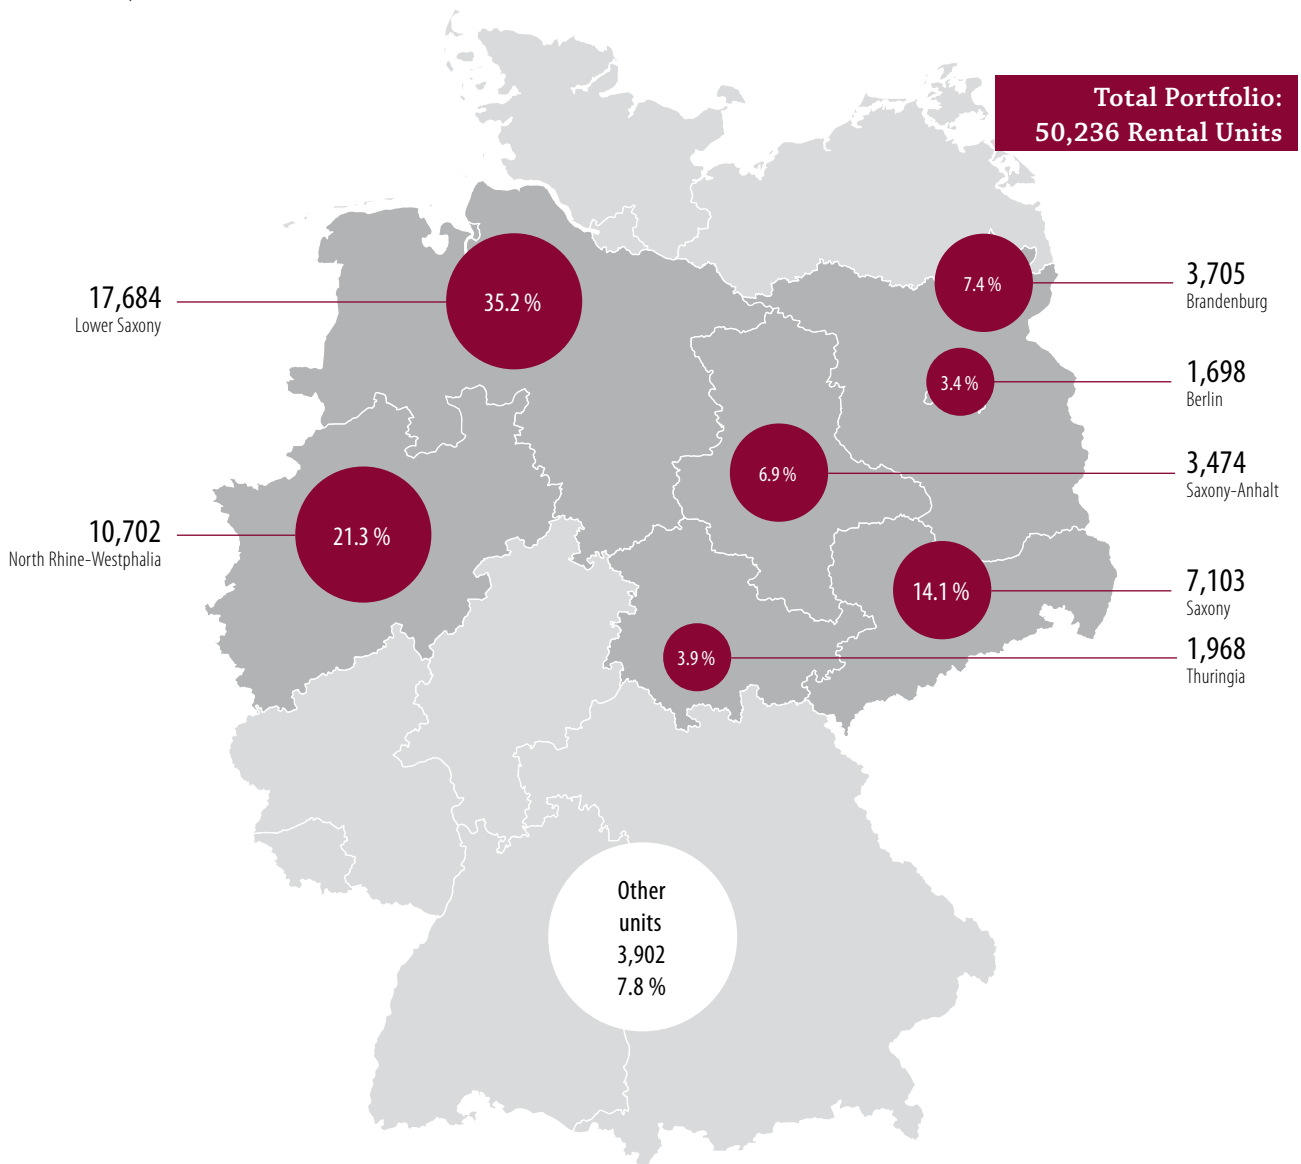 Total Portfolio:
50,236 Rental Units
17,684
Lower Saxony
35.2 %
7.4 %
3,705
Brandenburg
3.4 %
1,698
Berlin
6.9 %
3,474
Saxony-Anhalt
10,702
North Rhine-Westphalia
21.3 %
14.1 %
7,103
Saxony
3.9 %
1,968
Thuringia
Other
units
3,902
7.8 %